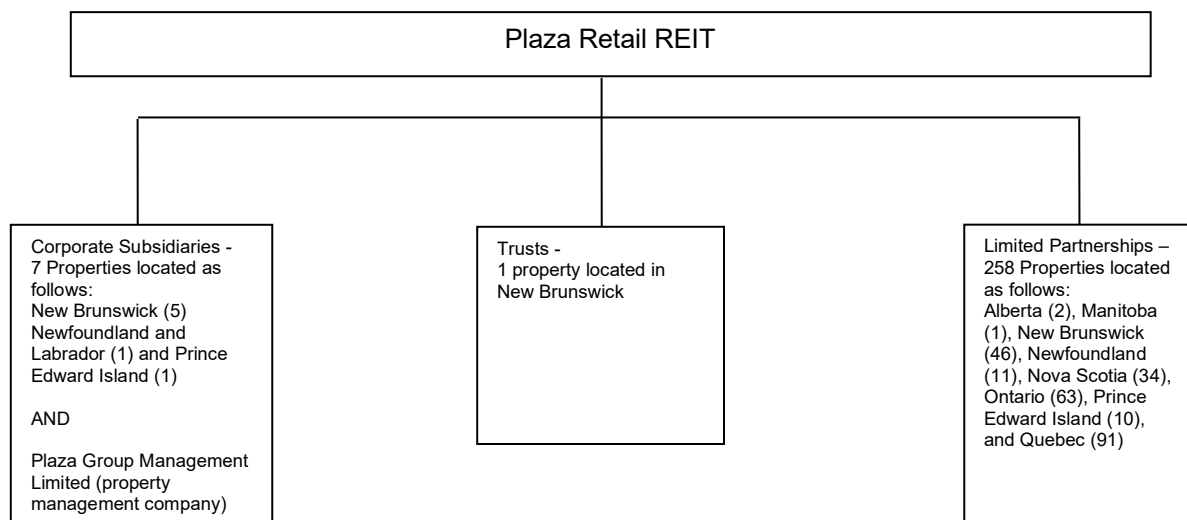 Plaza Retail REIT
Corporate Subsidiaries -
7 Properties located as
follows:
New Brunswick (5)
Newfoundland and
Labrador (1) and Prince
Edward Island (1)
AND
Plaza Group Management
Limited (property
management company)
Trusts -
1 property located in
New Brunswick
Limited Partnerships –
258 Properties located
as follows:
Alberta (2), Manitoba
(1), New Brunswick
(46), Newfoundland
(11), Nova Scotia (34),
Ontario (63), Prince
Edward Island (10),
and Quebec (91)